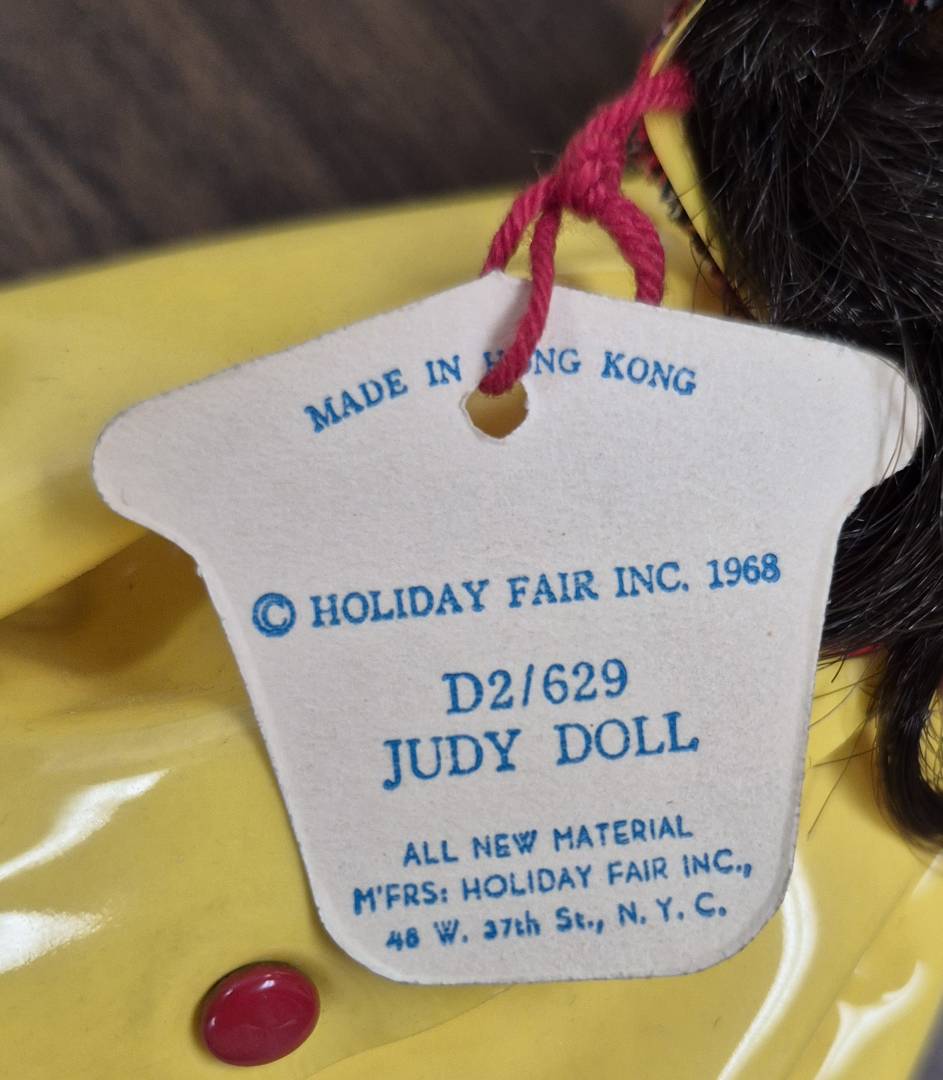 MADE IN HONG KONG
© HOLIDAY FAIR INC. 1968
D2/629
JUDY DOLL
ALL NEW MATERIAL
M'FRS: HOLIDAY FAIR INC.,
48 W. 37th St., N. Y. C.